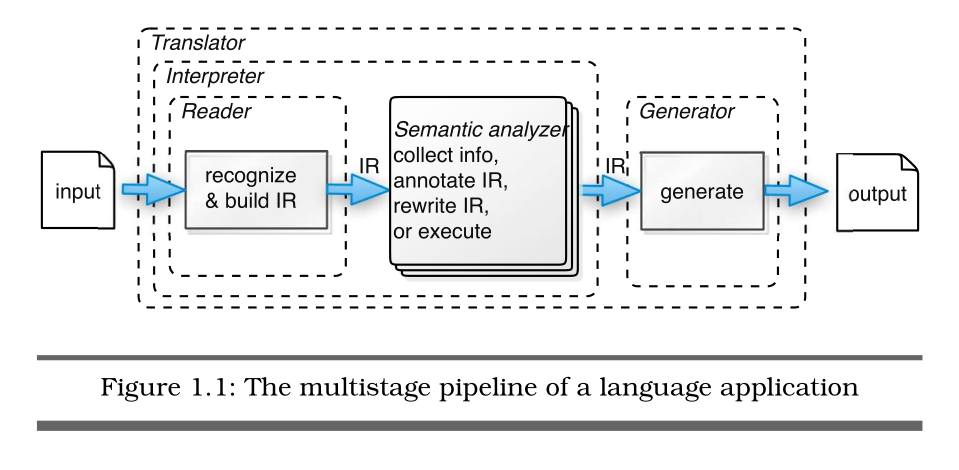 Translator
Interpreter
Reader
Generator
Semantic analyzer
collect info,
annotate IR,
rewrite IR,
or execute
input
recognize
& build IR
IR
IR
generate
output
Figure 1.1: The multistage pipeline of a language application